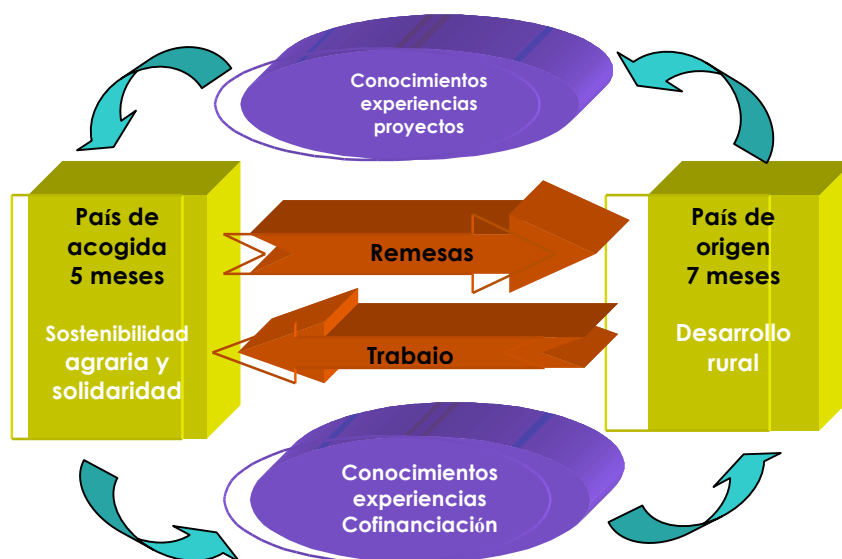 Conocimientos
experiencias
proyectos
País de
acogida
5 meses
Sostenibilidad
agraria y
solidaridad
Remesas
Trabaio
País de
origen
7 meses
Desarrollo
rural
Conocimientos
experiencias
Cofinanciación